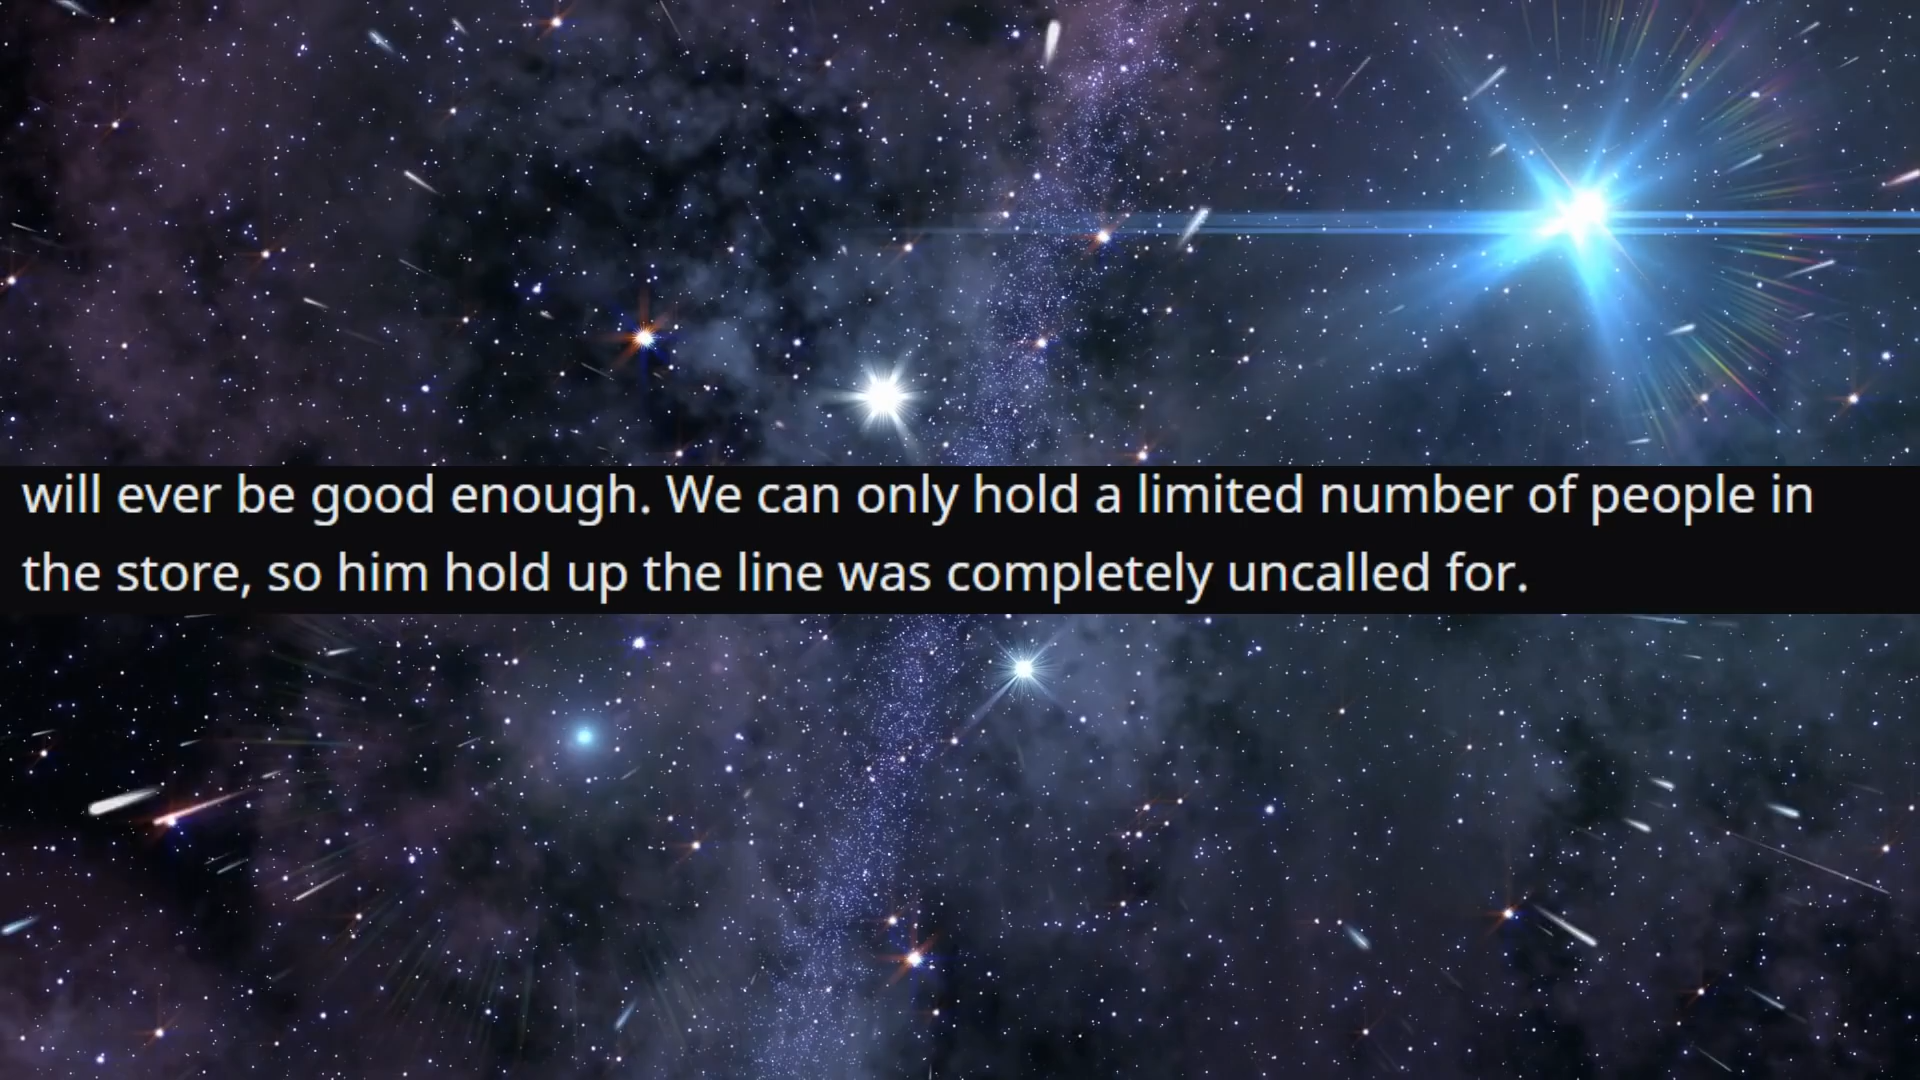 will ever be good enough. We can only hold a limited number of people in
the store, so him hold up the line was completely uncalled for.